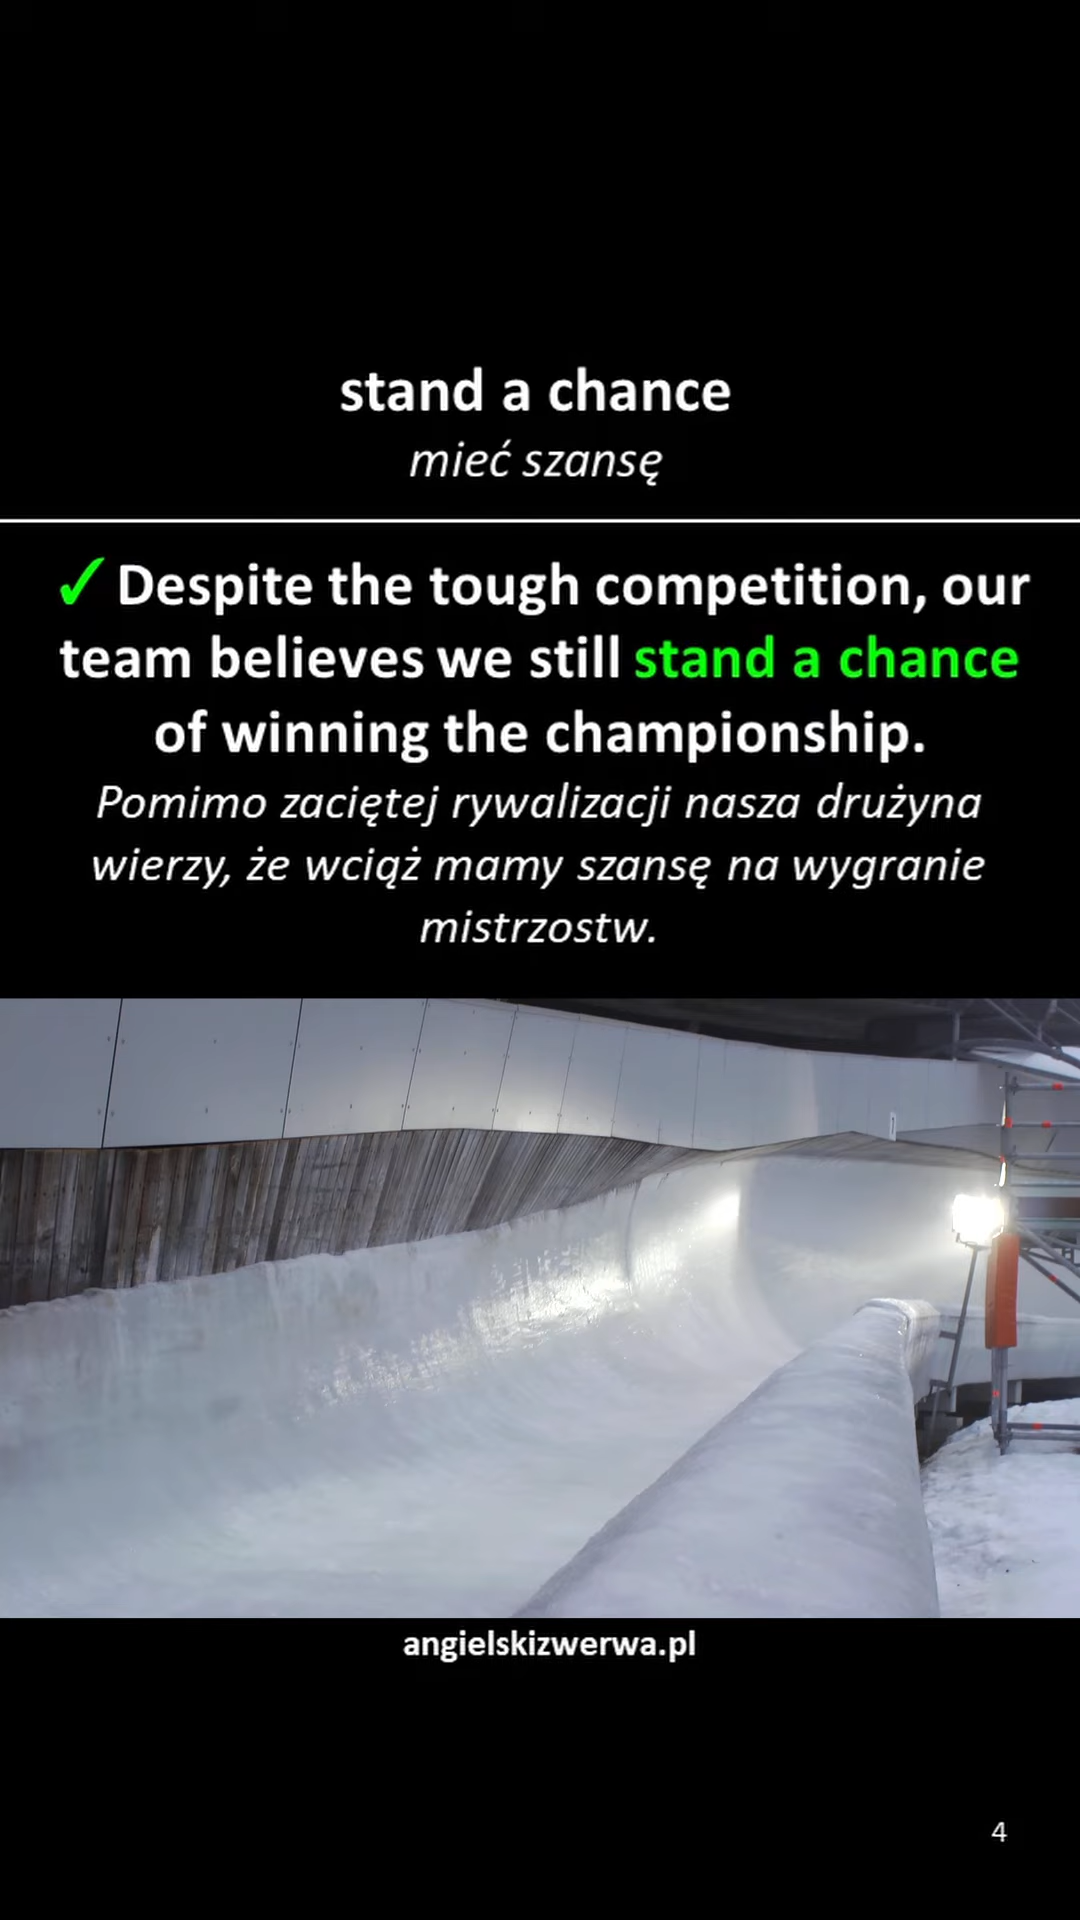 stand a chance
mieć szansę
✓ Despite the tough competition, our
team believes we still stand a chance
of winning the championship.
Pomimo zaciętej rywalizacji nasza drużyna
wierzy, że wciąż mamy szansę na wygranie
mistrzostw.
angielskizwerwa.pl
4